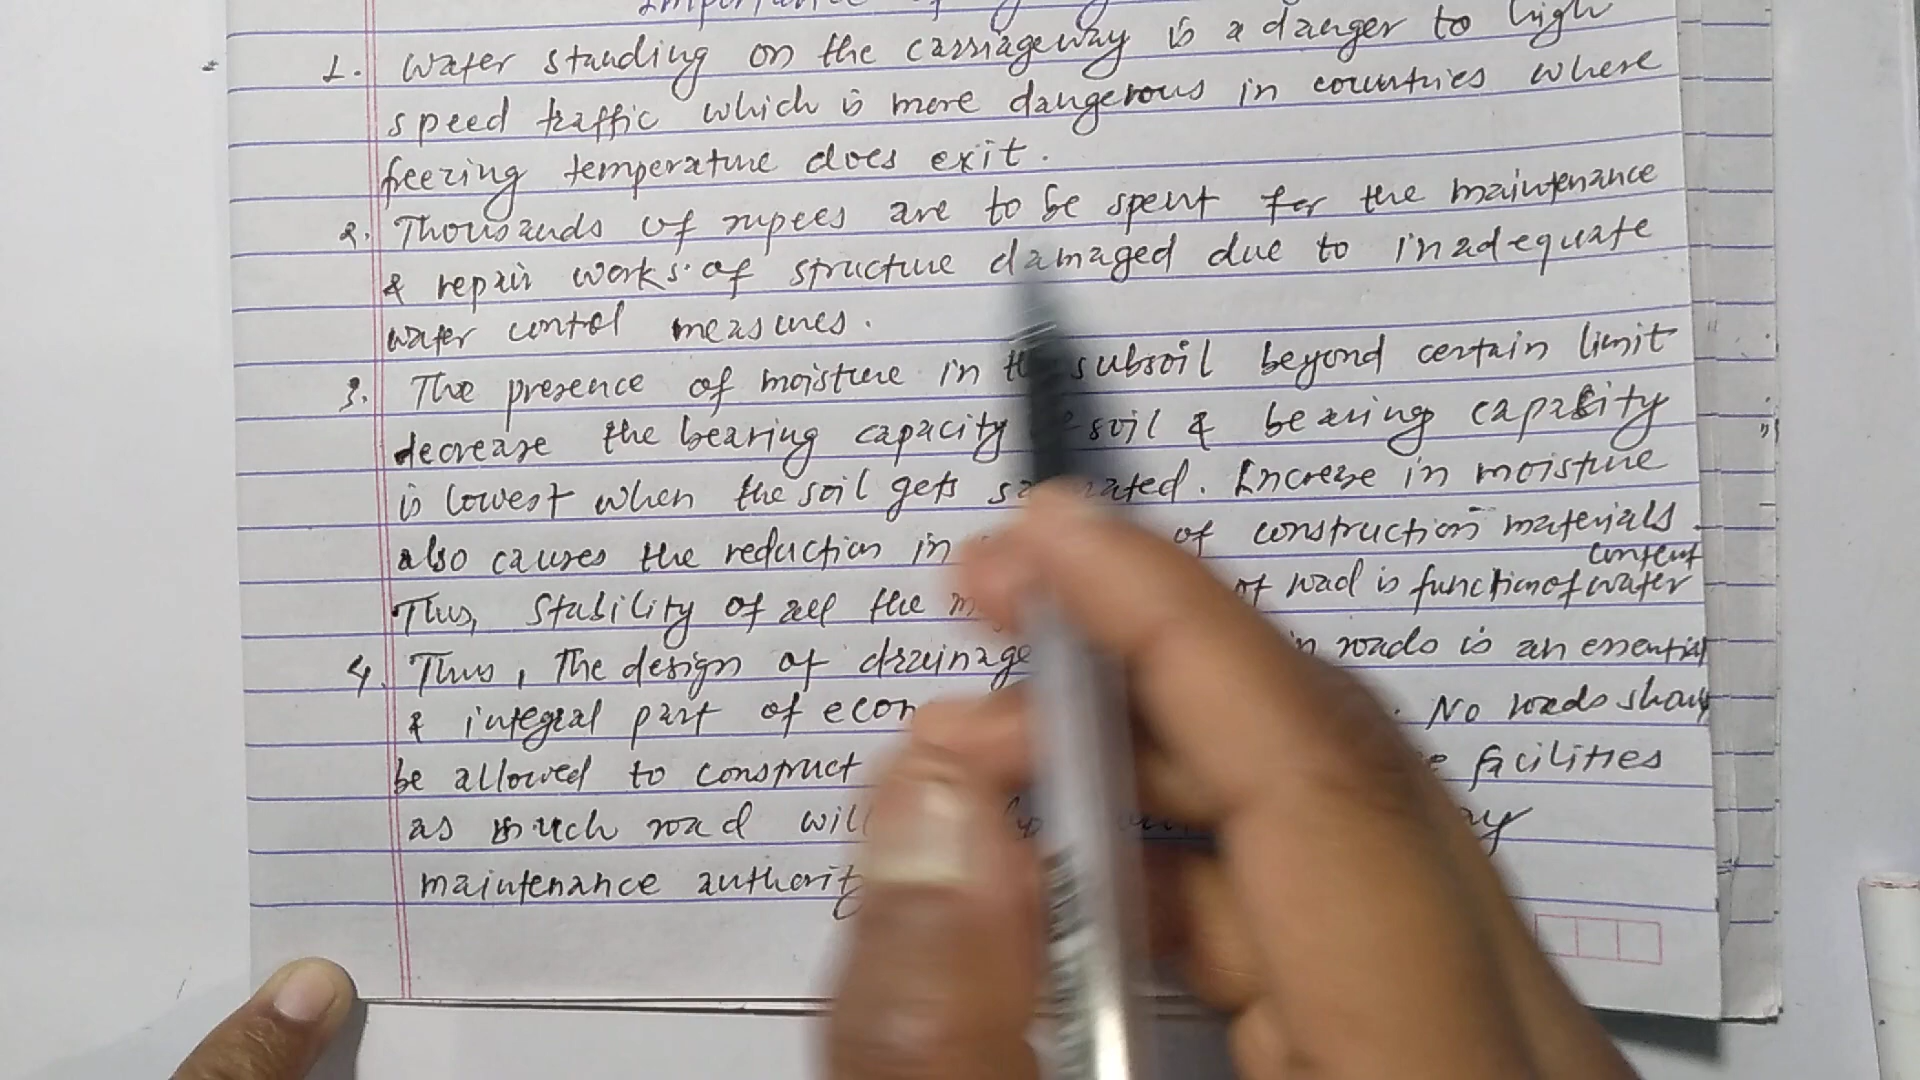 Importance of
1. Water standing on the carriageway is a danger to high
speed traffic which is more dangerous in countries where
freezing temperature does exit.
2. Thousands of rupees are to be spent for the maintenance
& repair works of structure damaged due to inadequate
water control measures.
3. The presence of moisture in subsoil beyond certain limit
decrease the bearing capacity soil & bearing capacity
is lowest when the soil gets . Increase in moisture
also causes the reduction in of construction materials.
content
Thus, Stability of all the of road is function of water
4. Thus, The design of drainage in roads is an essential
& integral part of . No roads
be allowed to construct facilities
as such road will
maintenance